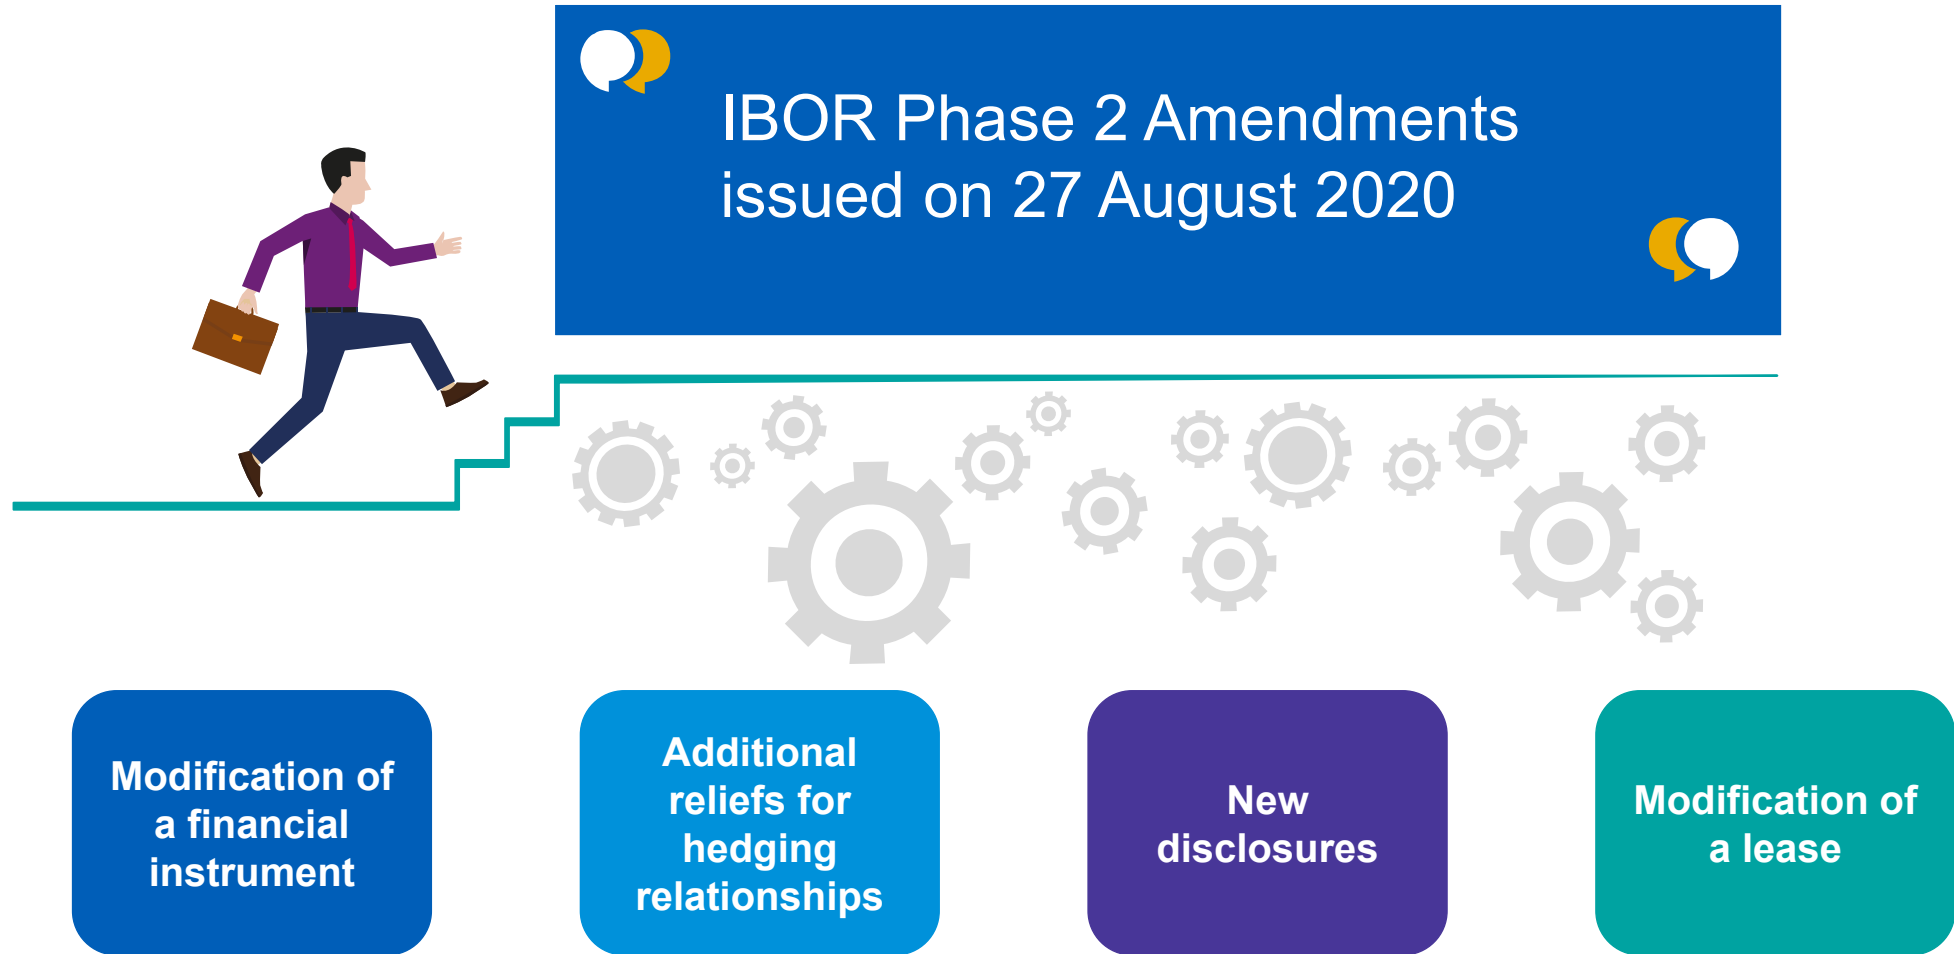 IBOR Phase 2 Amendments
issued on 27 August 2020
Modification of
a financial
instrument
Additional
reliefs for
hedging
relationships
New
disclosures
Modification of
a lease